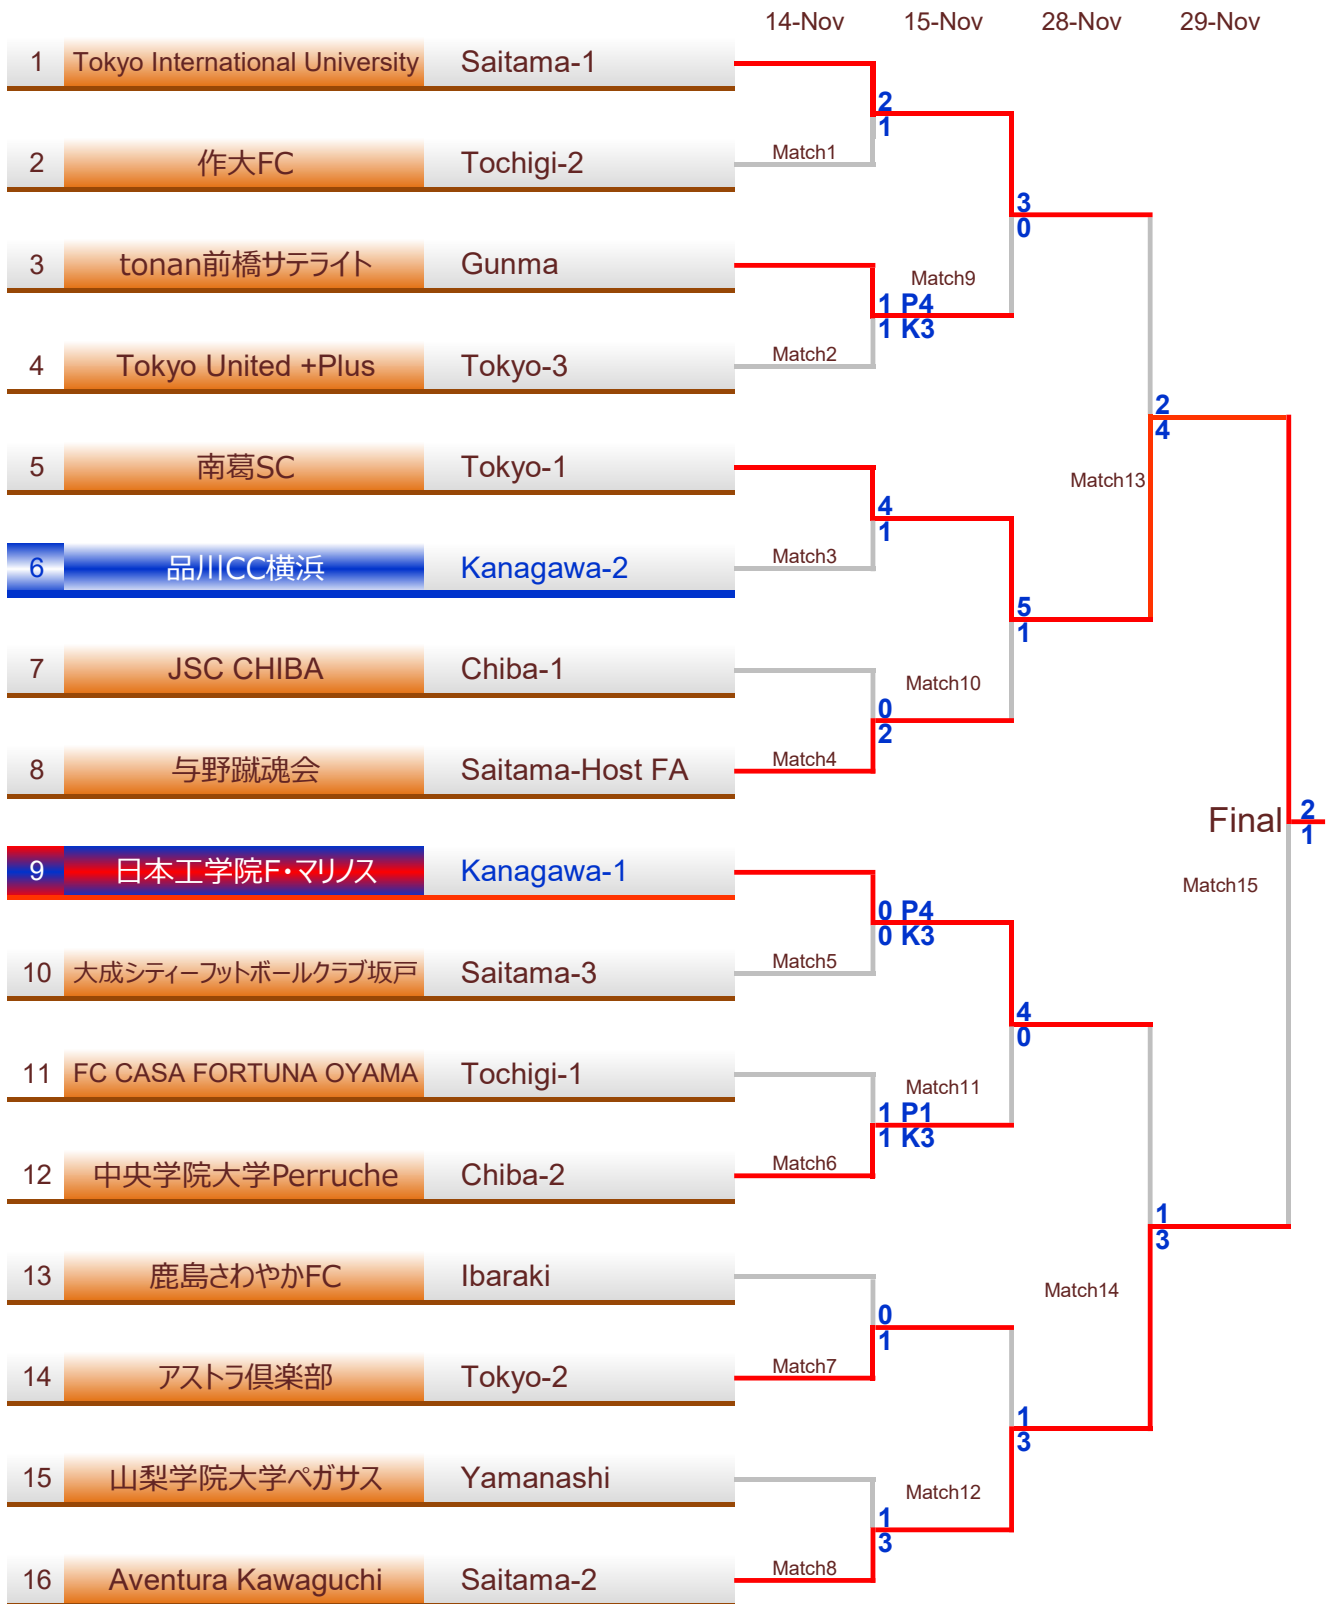 14-Nov 15-Nov 28-Nov 29-Nov
1 Tokyo International University Saitama-1
2
1
Match1
2 作大FC Tochigi-2
3
0
3 tonan前橋サテライト Gunma
Match9
1 P4
1 K3
Match2
4 Tokyo United +Plus Tokyo-3
2
4
5 南葛SC Tokyo-1
Match13
4
1
Match3
6 品川CC横浜 Kanagawa-2
5
1
7 JSC CHIBA Chiba-1
Match10
0
2
Match4
8 与野蹴魂会 Saitama-Host FA
Final 2
1
9 日本工学院F・マリノス Kanagawa-1
Match15
0 P4
0 K3
Match5
10 大成シティーフットボールクラブ坂戸 Saitama-3
4
0
11 FC CASA FORTUNA OYAMA Tochigi-1
Match11
1 P1
1 K3
Match6
12 中央学院大学Perruche Chiba-2
1
3
13 鹿島さわやかFC Ibaraki
Match14
0
1
Match7
14 アストラ倶楽部 Tokyo-2
1
3
15 山梨学院大学ペガサス Yamanashi
Match12
1
3
Match8
16 Aventura Kawaguchi Saitama-2